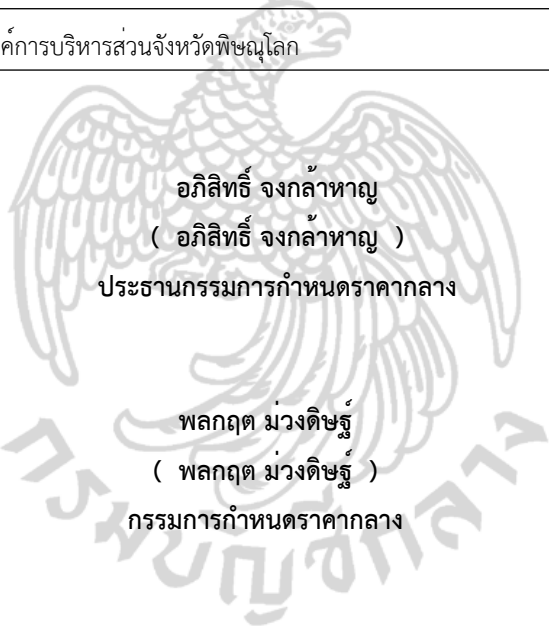 ค์การบริหารส่วนจังหวัดพิษณุโลก
อภิสิทธิ์ จงกล้าหาญ
( อภิสิทธิ์ จงกล้าหาญ )
ประธานกรรมการกำหนดราคากลาง
พลกฤต ม่วงดิษฐ์
( พลกฤต ม่วงดิษฐ์ )
กรรมการกำหนดราคากลาง
กรมบัญชีกลาง